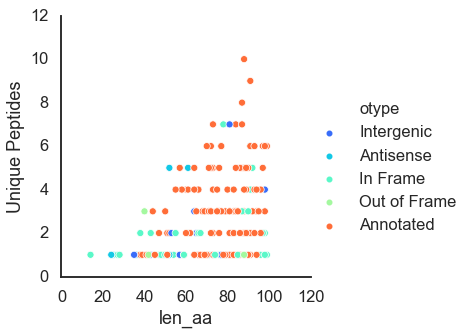 12
10
8
6
4
2
0
Unique Peptides
0 20 40 60 80 100 120
len_aa
otype
Intergenic
Antisense
In Frame
Out of Frame
Annotated